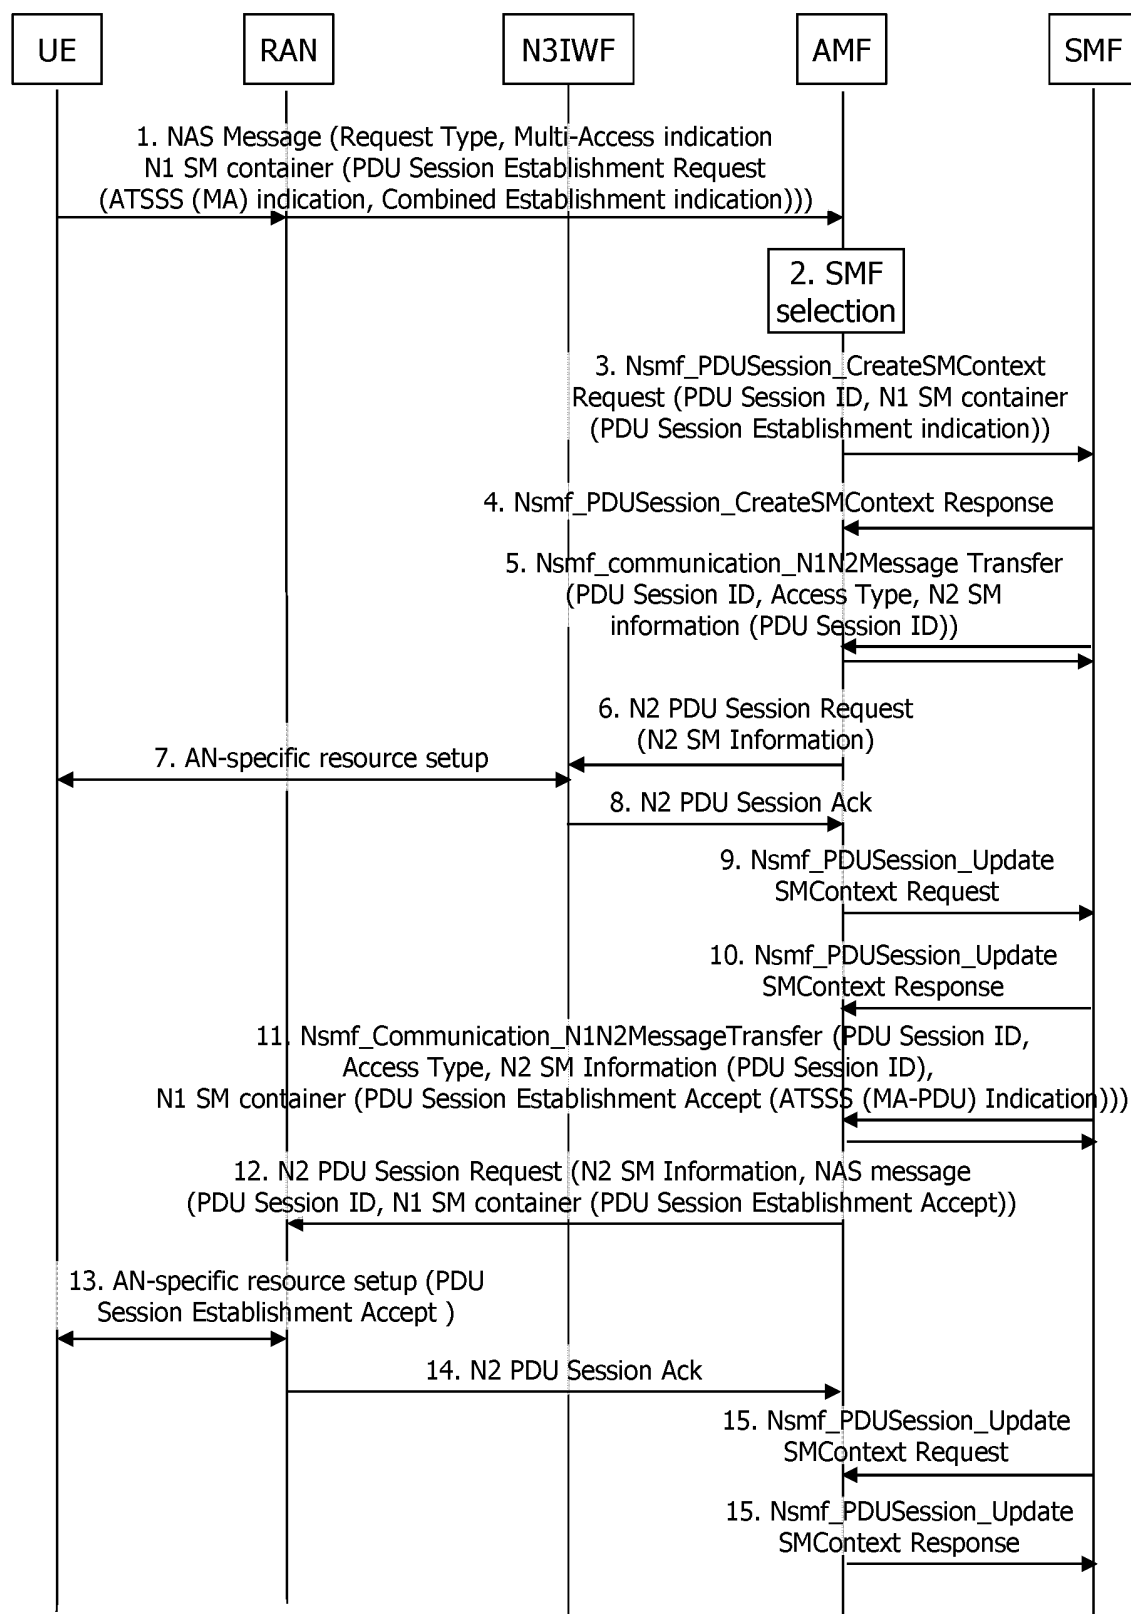 UE
RAN
N3IWF
AMF
SMF
1. NAS Message (Request Type, Multi-Access indication
N1 SM container (PDU Session Establishment Request
(ATSSS (MA) indication, Combined Establishment indication)))
2. SMF
selection
3. Nsmf_PDUSession_CreateSMContext
Request (PDU Session ID, N1 SM container
(PDU Session Establishment indication))
4. Nsmf_PDUSession_CreateSMContext Response
5. Nsmf_communication_N1N2Message Transfer
(PDU Session ID, Access Type, N2 SM
information (PDU Session ID))
6. N2 PDU Session Request
(N2 SM Information)
7. AN-specific resource setup
8. N2 PDU Session Ack
9. Nsmf_PDUSession_Update
SMContext Request
10. Nsmf_PDUSession_Update
SMContext Response
11. Nsmf_Communication_N1N2MessageTransfer (PDU Session ID,
Access Type, N2 SM Information (PDU Session ID),
N1 SM container (PDU Session Establishment Accept (ATSSS (MA-PDU) Indication)))
12. N2 PDU Session Request (N2 SM Information, NAS message
(PDU Session ID, N1 SM container (PDU Session Establishment Accept))
13. AN-specific resource setup (PDU
Session Establishment Accept )
14. N2 PDU Session Ack
15. Nsmf_PDUSession_Update
SMContext Request
15. Nsmf_PDUSession_Update
SMContext Response